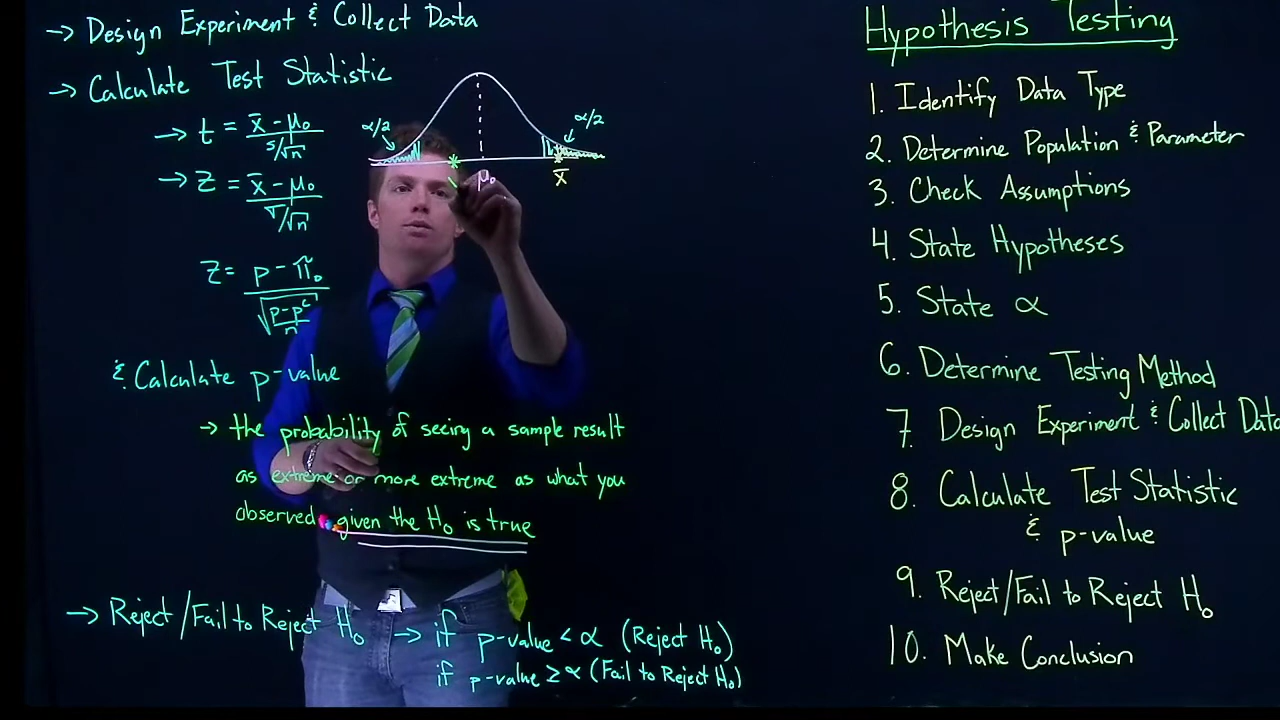 → Design Experiment & Collect Data
→ Calculate Test Statistic
→ t = x̄ - μ₀ / s/√n
→ z = x̄ - μ₀ / σ/√n
z = p - π₀ / √p-p²/n
α/2
α/2
μ₀
x̄
& Calculate p-value
→ the probability of seeing a sample result
as extreme or more extreme as what you
observed given the H₀ is true
→ Reject/Fail to Reject H₀ → if p-value < α (Reject H₀)
if p-value ≥ α (Fail to Reject H₀)
Hypothesis Testing
1. Identify Data Type
2. Determine Population & Parameter
3. Check Assumptions
4. State Hypotheses
5. State α
6. Determine Testing Method
7. Design Experiment & Collect Data
8. Calculate Test Statistic
& p-value
9. Reject/Fail to Reject H₀
10. Make Conclusion